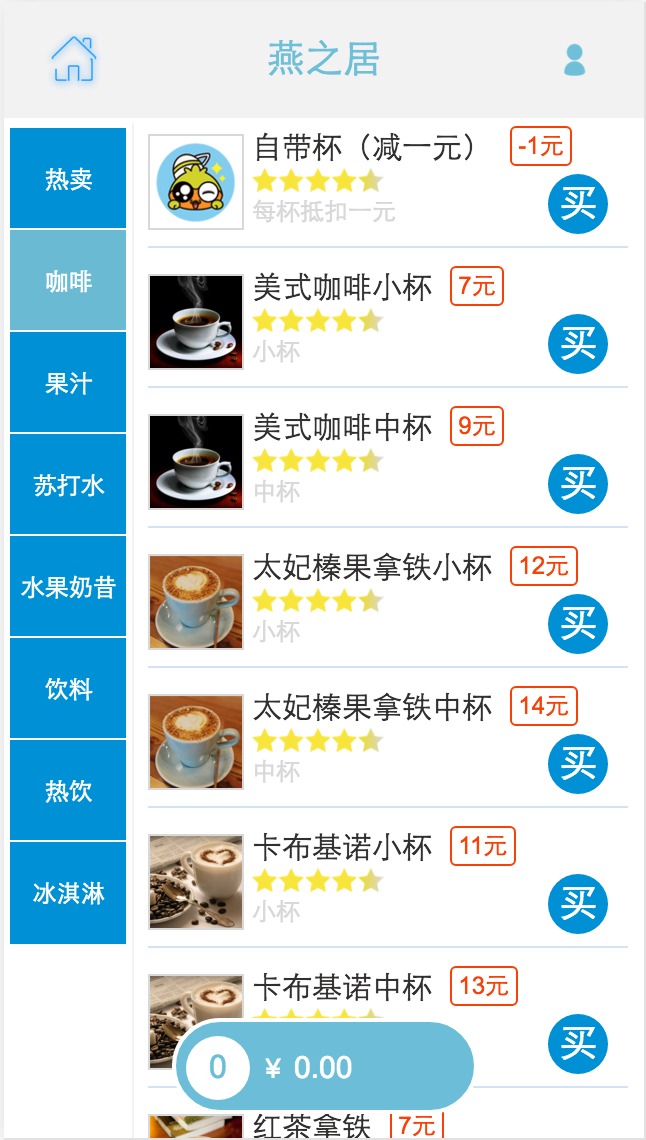 燕之居
热卖
咖啡
果汁
苏打水
水果奶昔
饮料
热饮
冰淇淋
自带杯（减一元）
-1元
每杯抵扣一元
买
美式咖啡小杯
7元
小杯
买
美式咖啡中杯
9元
中杯
买
太妃榛果拿铁小杯
12元
小杯
买
太妃榛果拿铁中杯
14元
中杯
买
卡布基诺小杯
11元
小杯
买
卡布基诺中杯
13元
买
0
¥ 0.00
红茶拿铁
7元